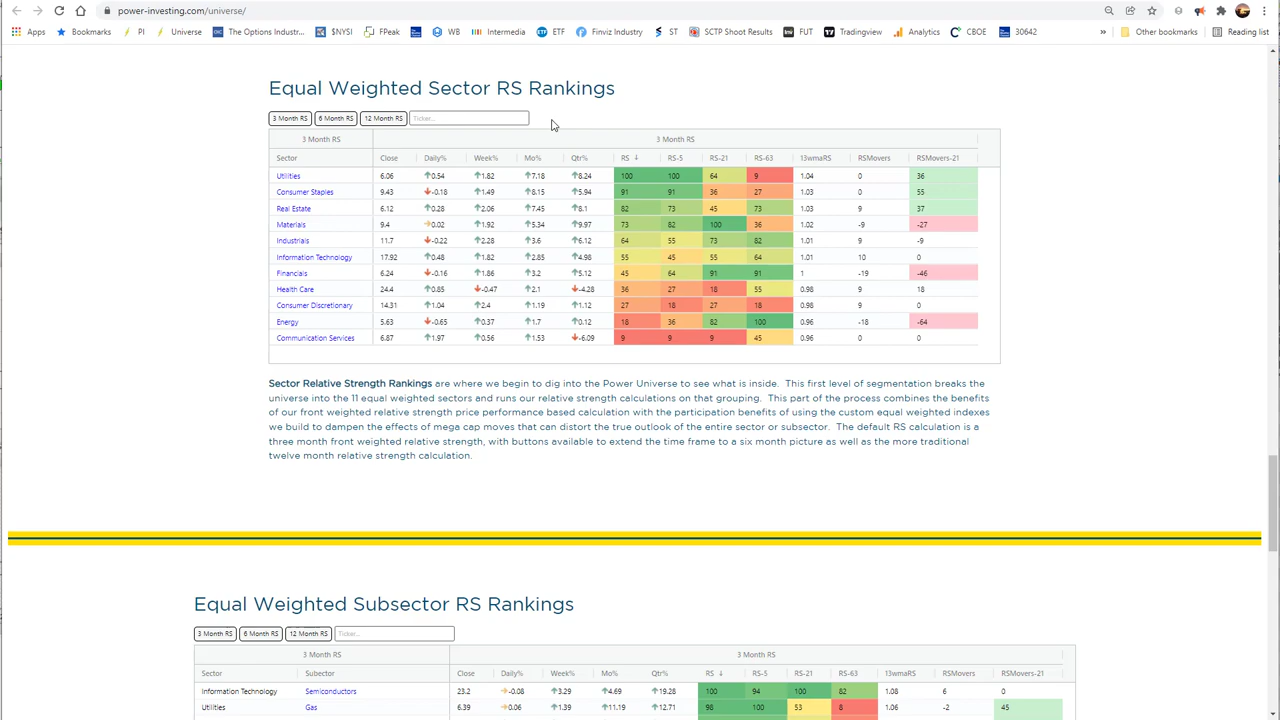 power-investing.com/universe/
Apps Bookmarks PI Universe The Options Industr... $NYSI FPeak WB Intermedia ETF Finviz Industry ST SCTP Shoot Results FUT Tradingview Analytics CBOE 30642 » Other bookmarks Reading list
Equal Weighted Sector RS Rankings
3 Month RS 6 Month RS 12 Month RS Ticker...
3 Month RS 3 Month RS
Sector Close Daily% Week% Mo% Qtr% RS ↓ RS-5 RS-21 RS-63 13wmaRS RSMovers RSMovers-21
Utilities 6.06 ↑0.54 ↑1.82 ↑7.18 ↑8.24 100 100 64 9 1.04 0 36
Consumer Staples 9.43 ↓-0.18 ↑1.49 ↑8.15 ↑5.94 91 91 36 27 1.03 0 55
Real Estate 6.12 ↑0.28 ↑2.06 ↑7.45 ↑8.1 82 73 45 73 1.03 9 37
Materials 9.4 →0.02 ↑1.92 ↑5.34 ↑9.97 73 82 100 36 1.02 -9 -27
Industrials 11.7 ↓-0.22 ↑2.28 ↑3.6 ↑6.12 64 55 73 82 1.01 9 -9
Information Technology 17.92 ↑0.48 ↑1.82 ↑2.85 ↑4.98 55 45 55 64 1.01 10 0
Financials 6.24 ↓-0.16 ↑1.86 ↑3.2 ↑5.12 45 64 91 91 1 -19 -46
Health Care 24.4 ↑0.85 ↓-0.47 ↑2.1 ↓-4.28 36 27 18 55 0.98 9 18
Consumer Discretionary 14.31 ↑1.04 ↑2.4 ↑1.19 ↑1.12 27 18 27 18 0.98 9 0
Energy 5.63 ↓-0.65 ↑0.37 ↑1.7 ↑0.12 18 36 82 100 0.96 -18 -64
Communication Services 6.87 ↑1.97 ↑0.56 ↑1.53 ↓-6.09 9 9 9 45 0.96 0 0
Sector Relative Strength Rankings are where we begin to dig into the Power Universe to see what is inside. This first level of segmentation breaks the
universe into the 11 equal weighted sectors and runs our relative strength calculations on that grouping. This part of the process combines the benefits
of our front weighted relative strength price performance based calculation with the participation benefits of using the custom equal weighted indexes
we build to dampen the effects of mega cap moves that can distort the true outlook of the entire sector or subsector. The default RS calculation is a
three month front weighted relative strength, with buttons available to extend the time frame to a six month picture as well as the more traditional
twelve month relative strength calculation.
Equal Weighted Subsector RS Rankings
3 Month RS 6 Month RS 12 Month RS Ticker...
3 Month RS 3 Month RS
Sector Subector Close Daily% Week% Mo% Qtr% RS ↓ RS-5 RS-21 RS-63 13wmaRS RSMovers RSMovers-21
Information Technology Semiconductors 23.2 →-0.08 ↑3.29 ↑4.69 ↑19.28 100 94 100 82 1.08 6 0
Utilities Gas 6.39 →0.06 ↑1.39 ↑11.19 ↑12.71 98 100 53 8 1.06 -2 45